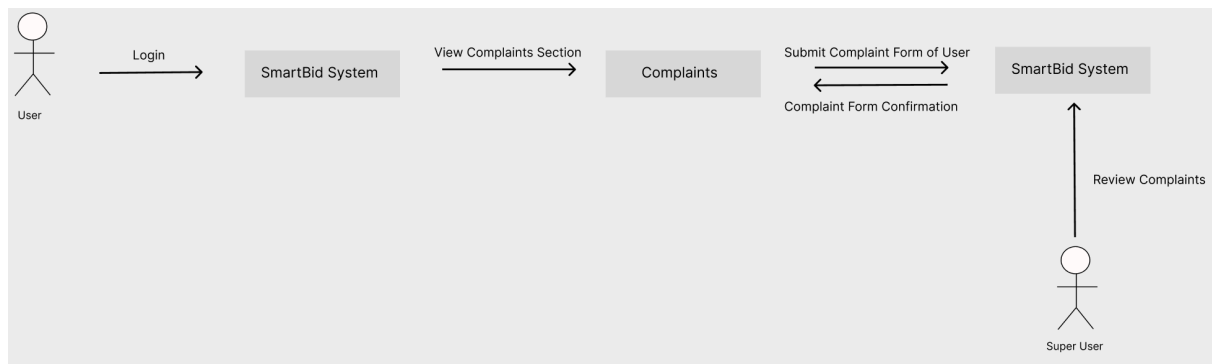 Login
User
SmartBid System
View Complaints Section
Complaints
Submit Complaint Form of User
Complaint Form Confirmation
SmartBid System
Review Complaints
Super User